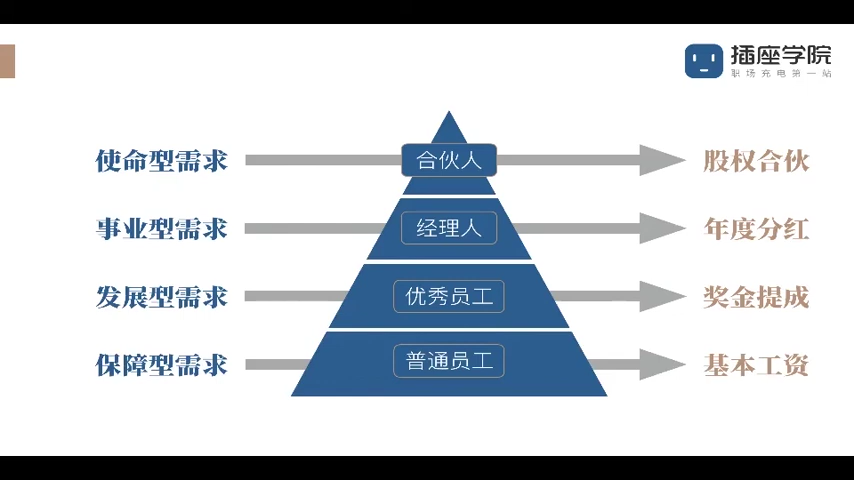 插座学院
职场充电第一站
使命型需求 合伙人 股权合伙
事业型需求 经理人 年度分红
发展型需求 优秀员工 奖金提成
保障型需求 普通员工 基本工资